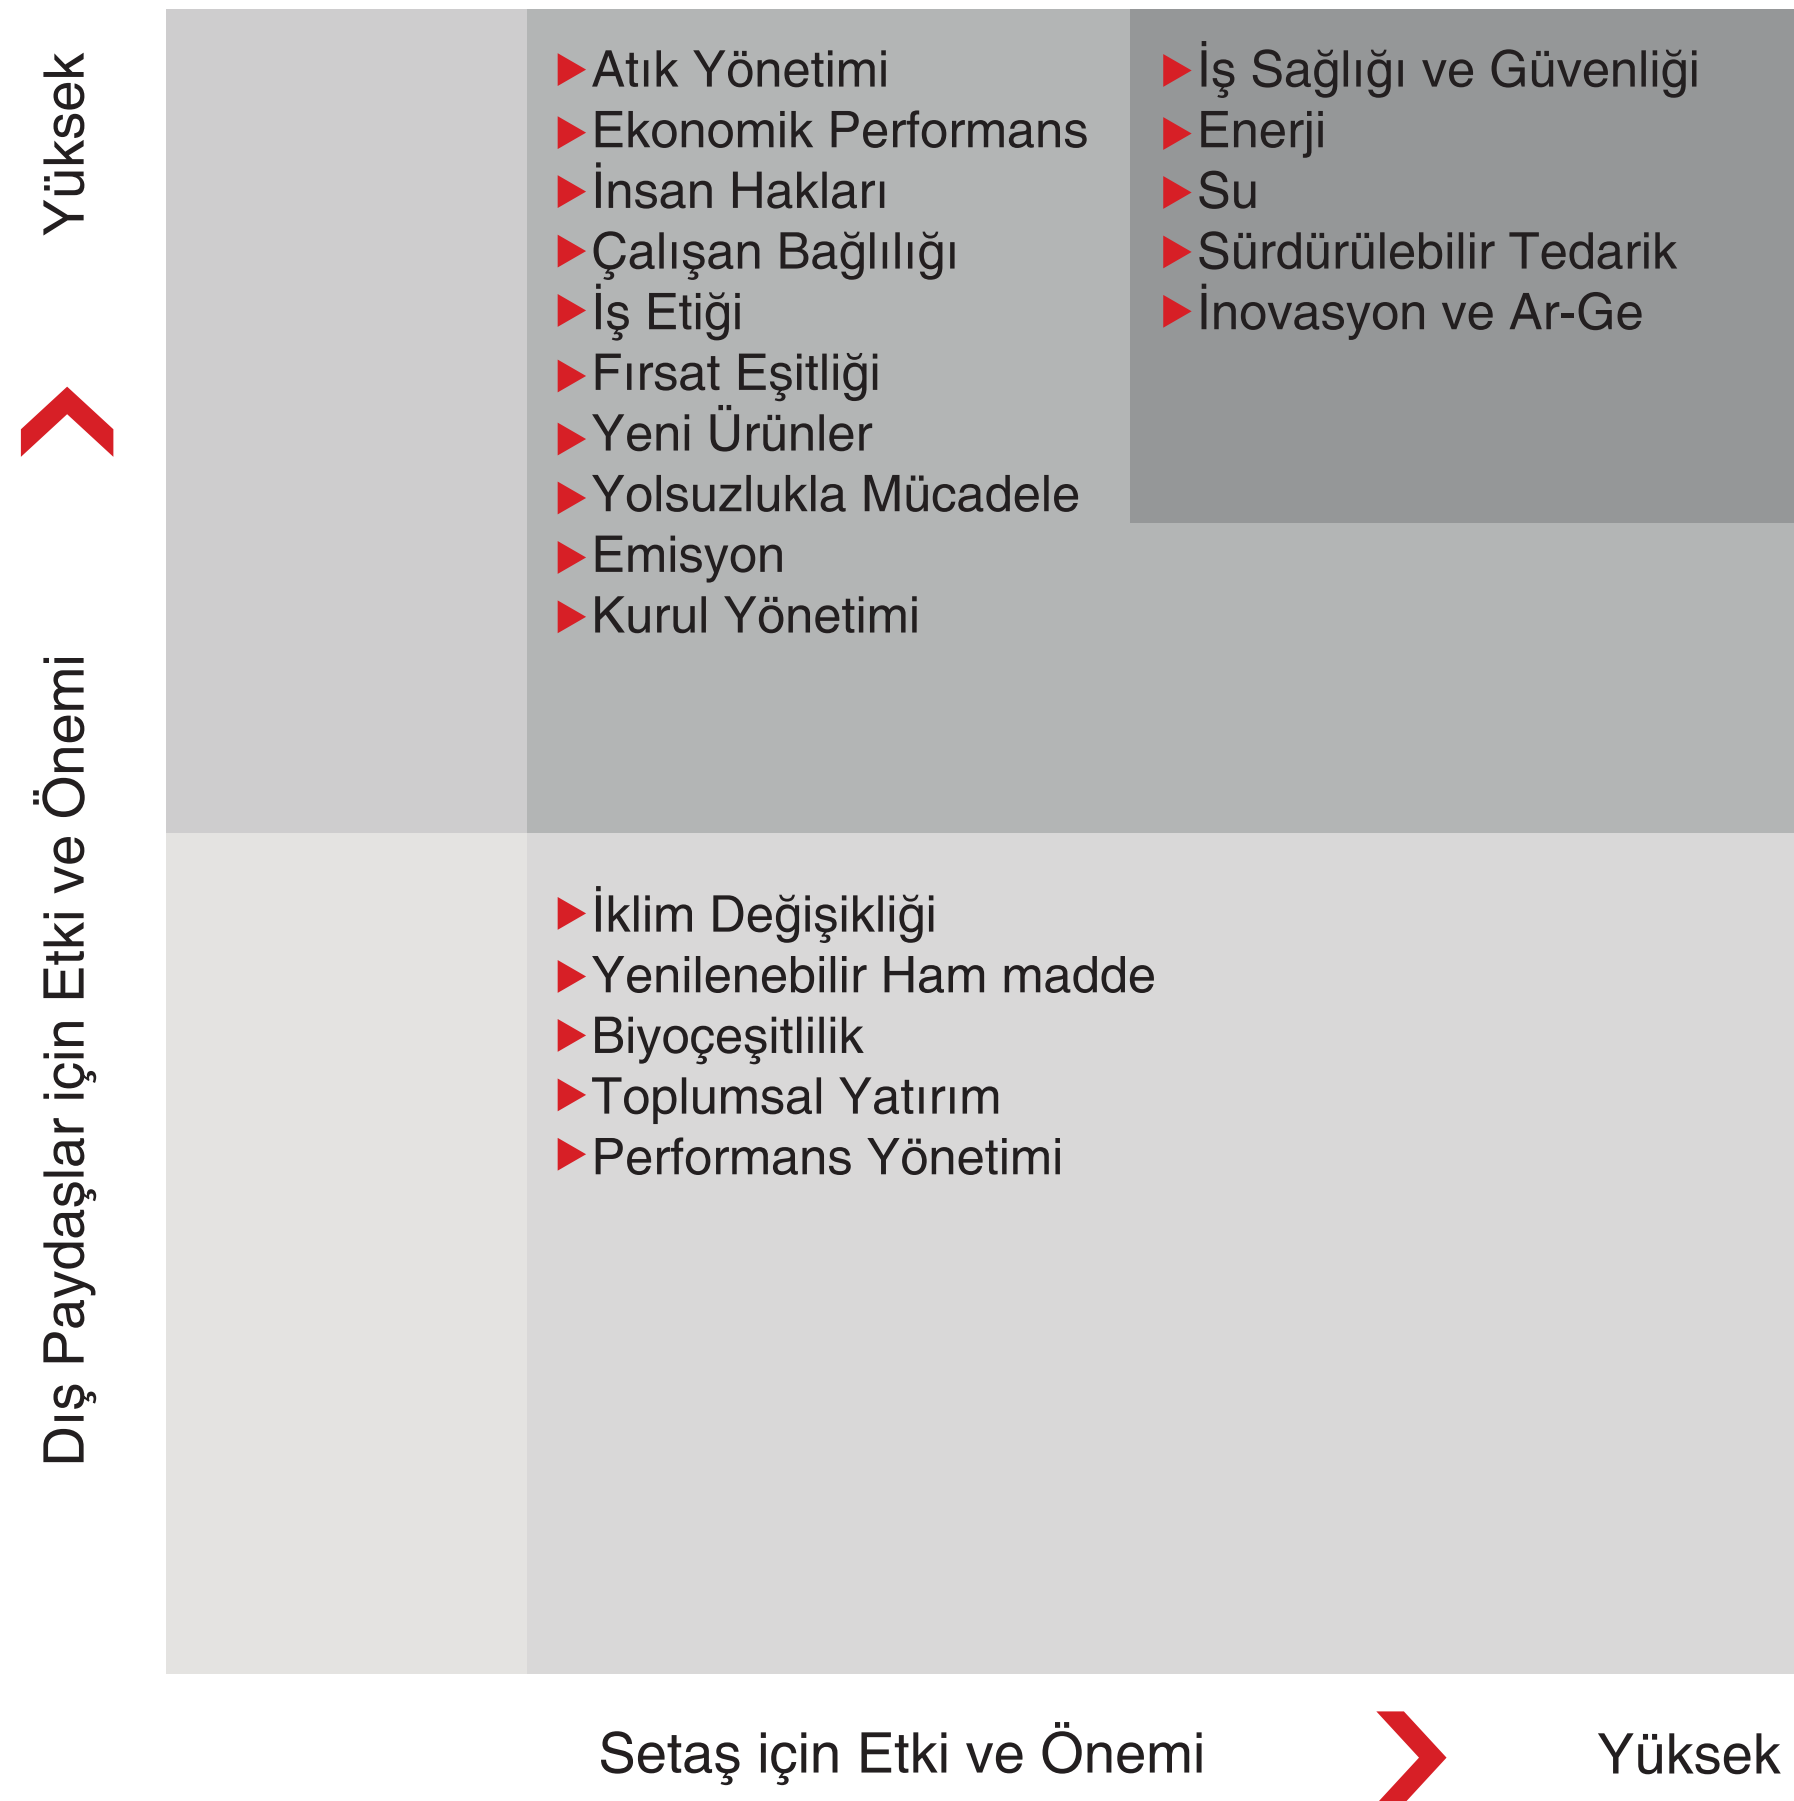 Yüksek
Dış Paydaşlar için Etki ve Önemi
Atık Yönetimi
Ekonomik Performans
İnsan Hakları
Çalışan Bağlılığı
İş Etiği
Fırsat Eşitliği
Yeni Ürünler
Yolsuzlukla Mücadele
Emisyon
Kurul Yönetimi
İş Sağlığı ve Güvenliği
Enerji
Su
Sürdürülebilir Tedarik
İnovasyon ve Ar-Ge
İklim Değişikliği
Yenilenebilir Ham madde
Biyoçeşitlilik
Toplumsal Yatırım
Performans Yönetimi
Setaş için Etki ve Önemi
Yüksek